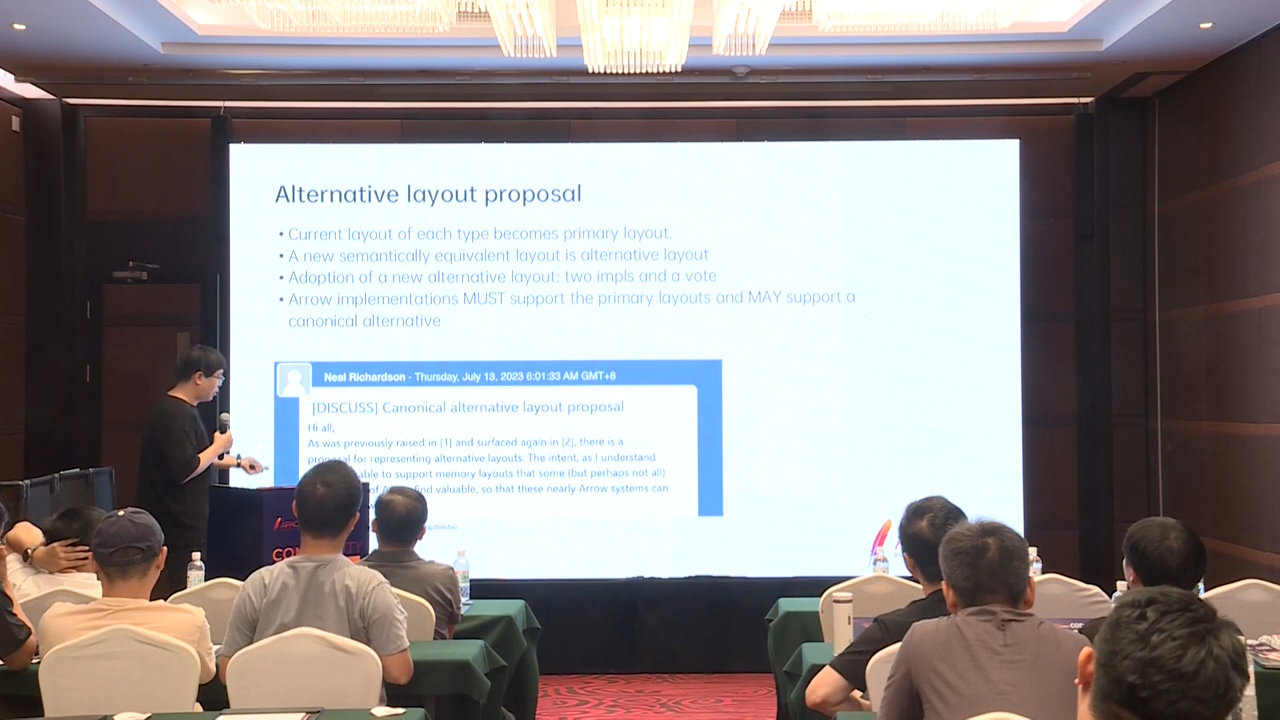 Alternative layout proposal
• Current layout of each type becomes primary layout.
• A new semantically equivalent layout is alternative layout
• Adoption of a new alternative layout: two impls and a vote
• Arrow implementations MUST support the primary layouts and MAY support a
canonical alternative
Neal Richardson - Thursday, July 13, 2023 6:01:33 AM GMT+8
[DISCUSS] Canonical alternative layout proposal
Hi all,
As was previously raised in [1] and surfaced again in [2], there is a
proposal for representing alternative layouts. The intent, as I understand
able to support memory layouts that some (but perhaps not all)
of find valuable, so that these nearly Arrow systems can